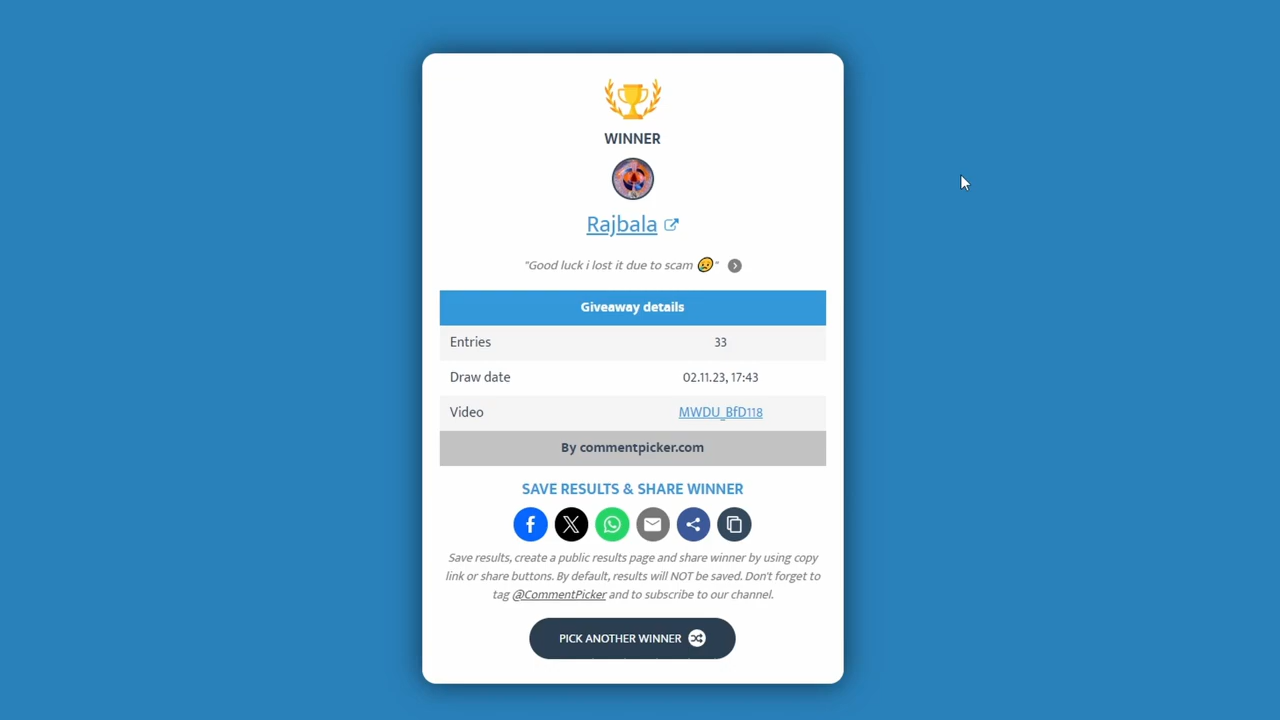 WINNER
Rajbala
"Good luck i lost it due to scam 😥"
Giveaway details
Entries 33
Draw date 02.11.23, 17:43
Video MWDU_BfD118
By commentpicker.com
SAVE RESULTS & SHARE WINNER
Save results, create a public results page and share winner by using copy
link or share buttons. By default, results will NOT be saved. Don't forget to
tag @CommentPicker and to subscribe to our channel.
PICK ANOTHER WINNER